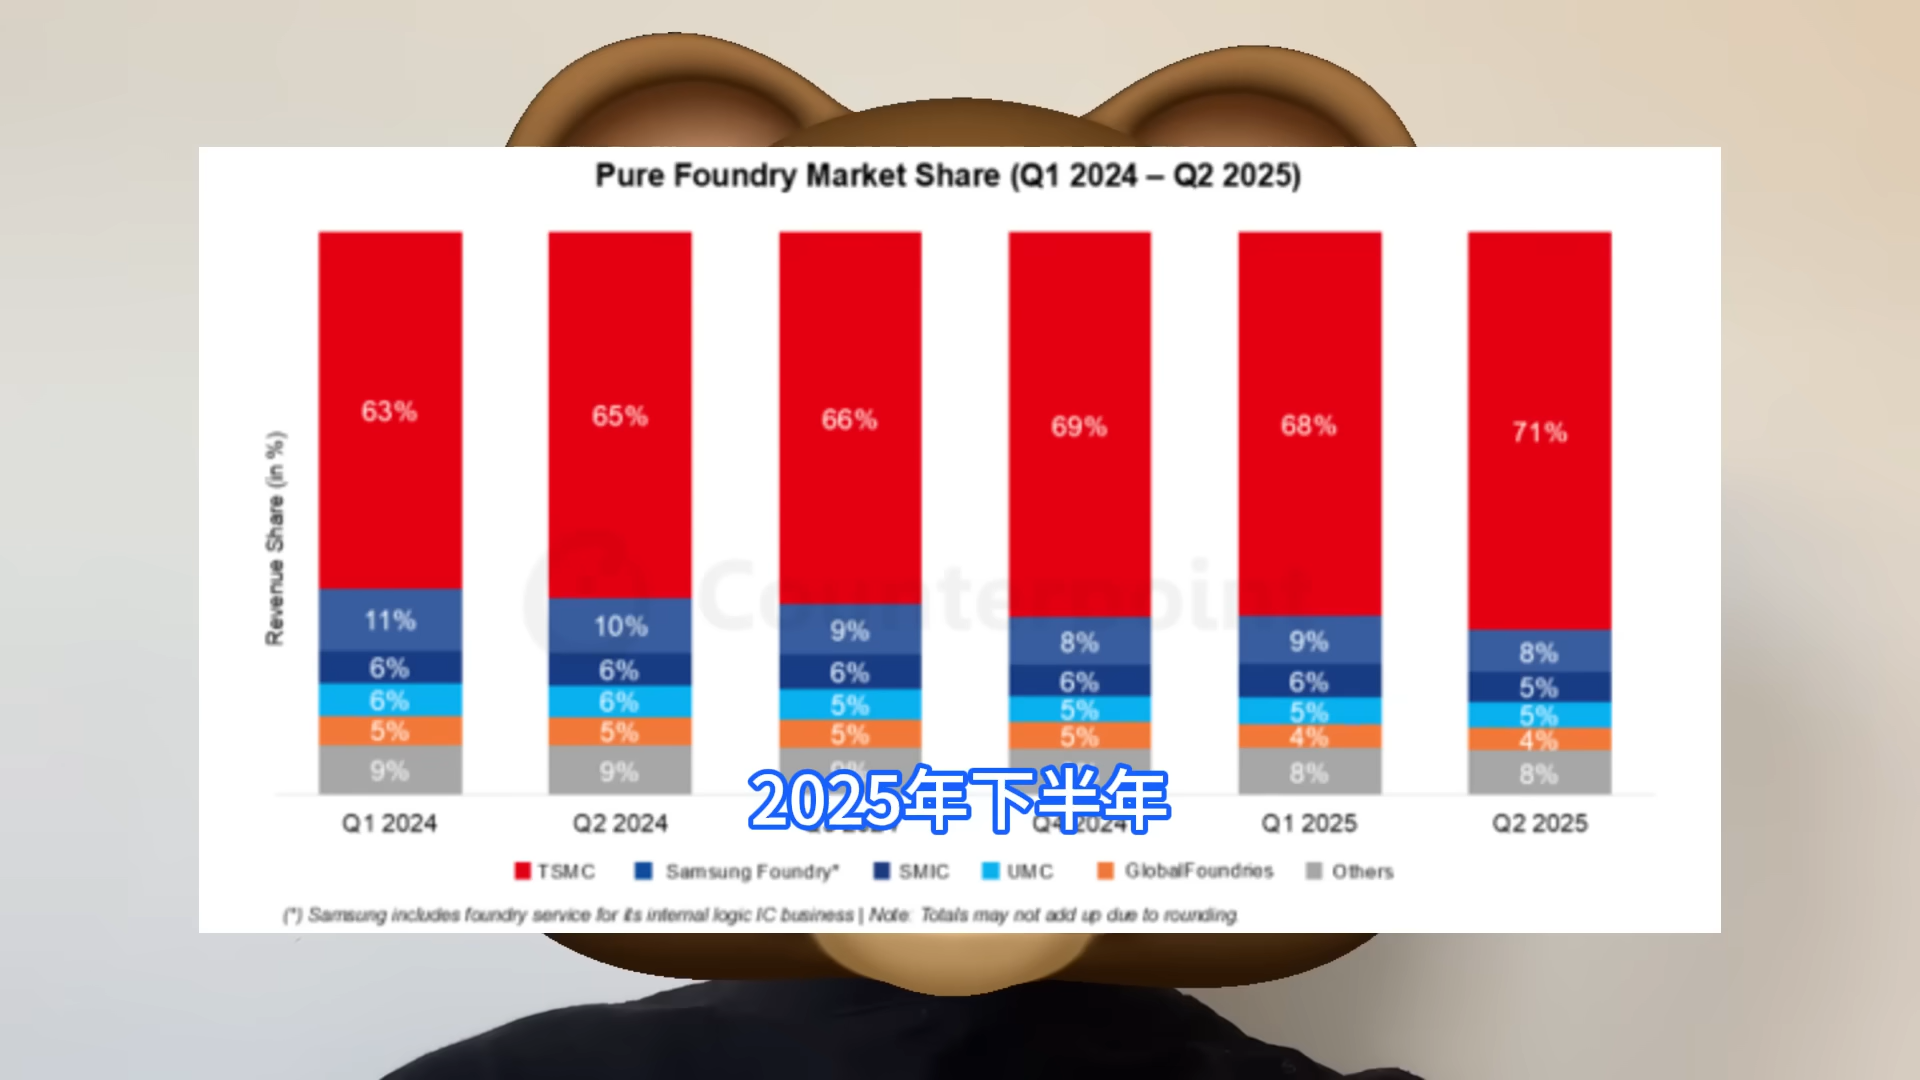 Pure Foundry Market Share (Q1 2024 – Q2 2025)
Revenue Share (in %)
63% 65% 66% 69% 68% 71%
11% 10% 9% 8% 9% 8%
6% 6% 6% 6% 6% 5%
6% 6% 5% 5% 5% 5%
5% 5% 5% 5% 4% 4%
9% 9% 9% 8% 8%
Counterpoint
2025年下半年
Q1 2024 Q2 2024 Q4 2024 Q1 2025 Q2 2025
TSMC Samsung Foundry* SMIC UMC GlobalFoundries Others
(*) Samsung includes foundry service for its internal logic IC business | Note: Totals may not add up due to rounding.